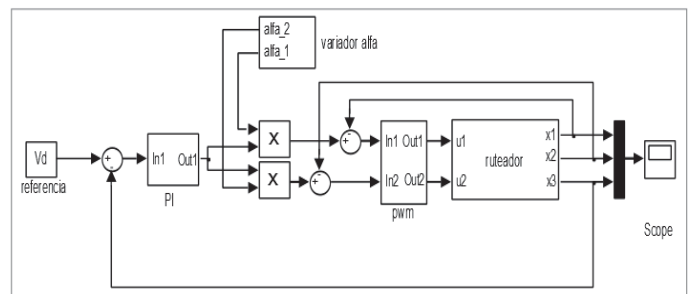 alfa_2
alfa_1
variador alfa
Vd
referencia
+
-
In1 Out1
PI
X
X
+
-
+
-
In1 Out1
In2 Out2
pwm
u1
u2
ruteador
x1
x2
x3
Scope